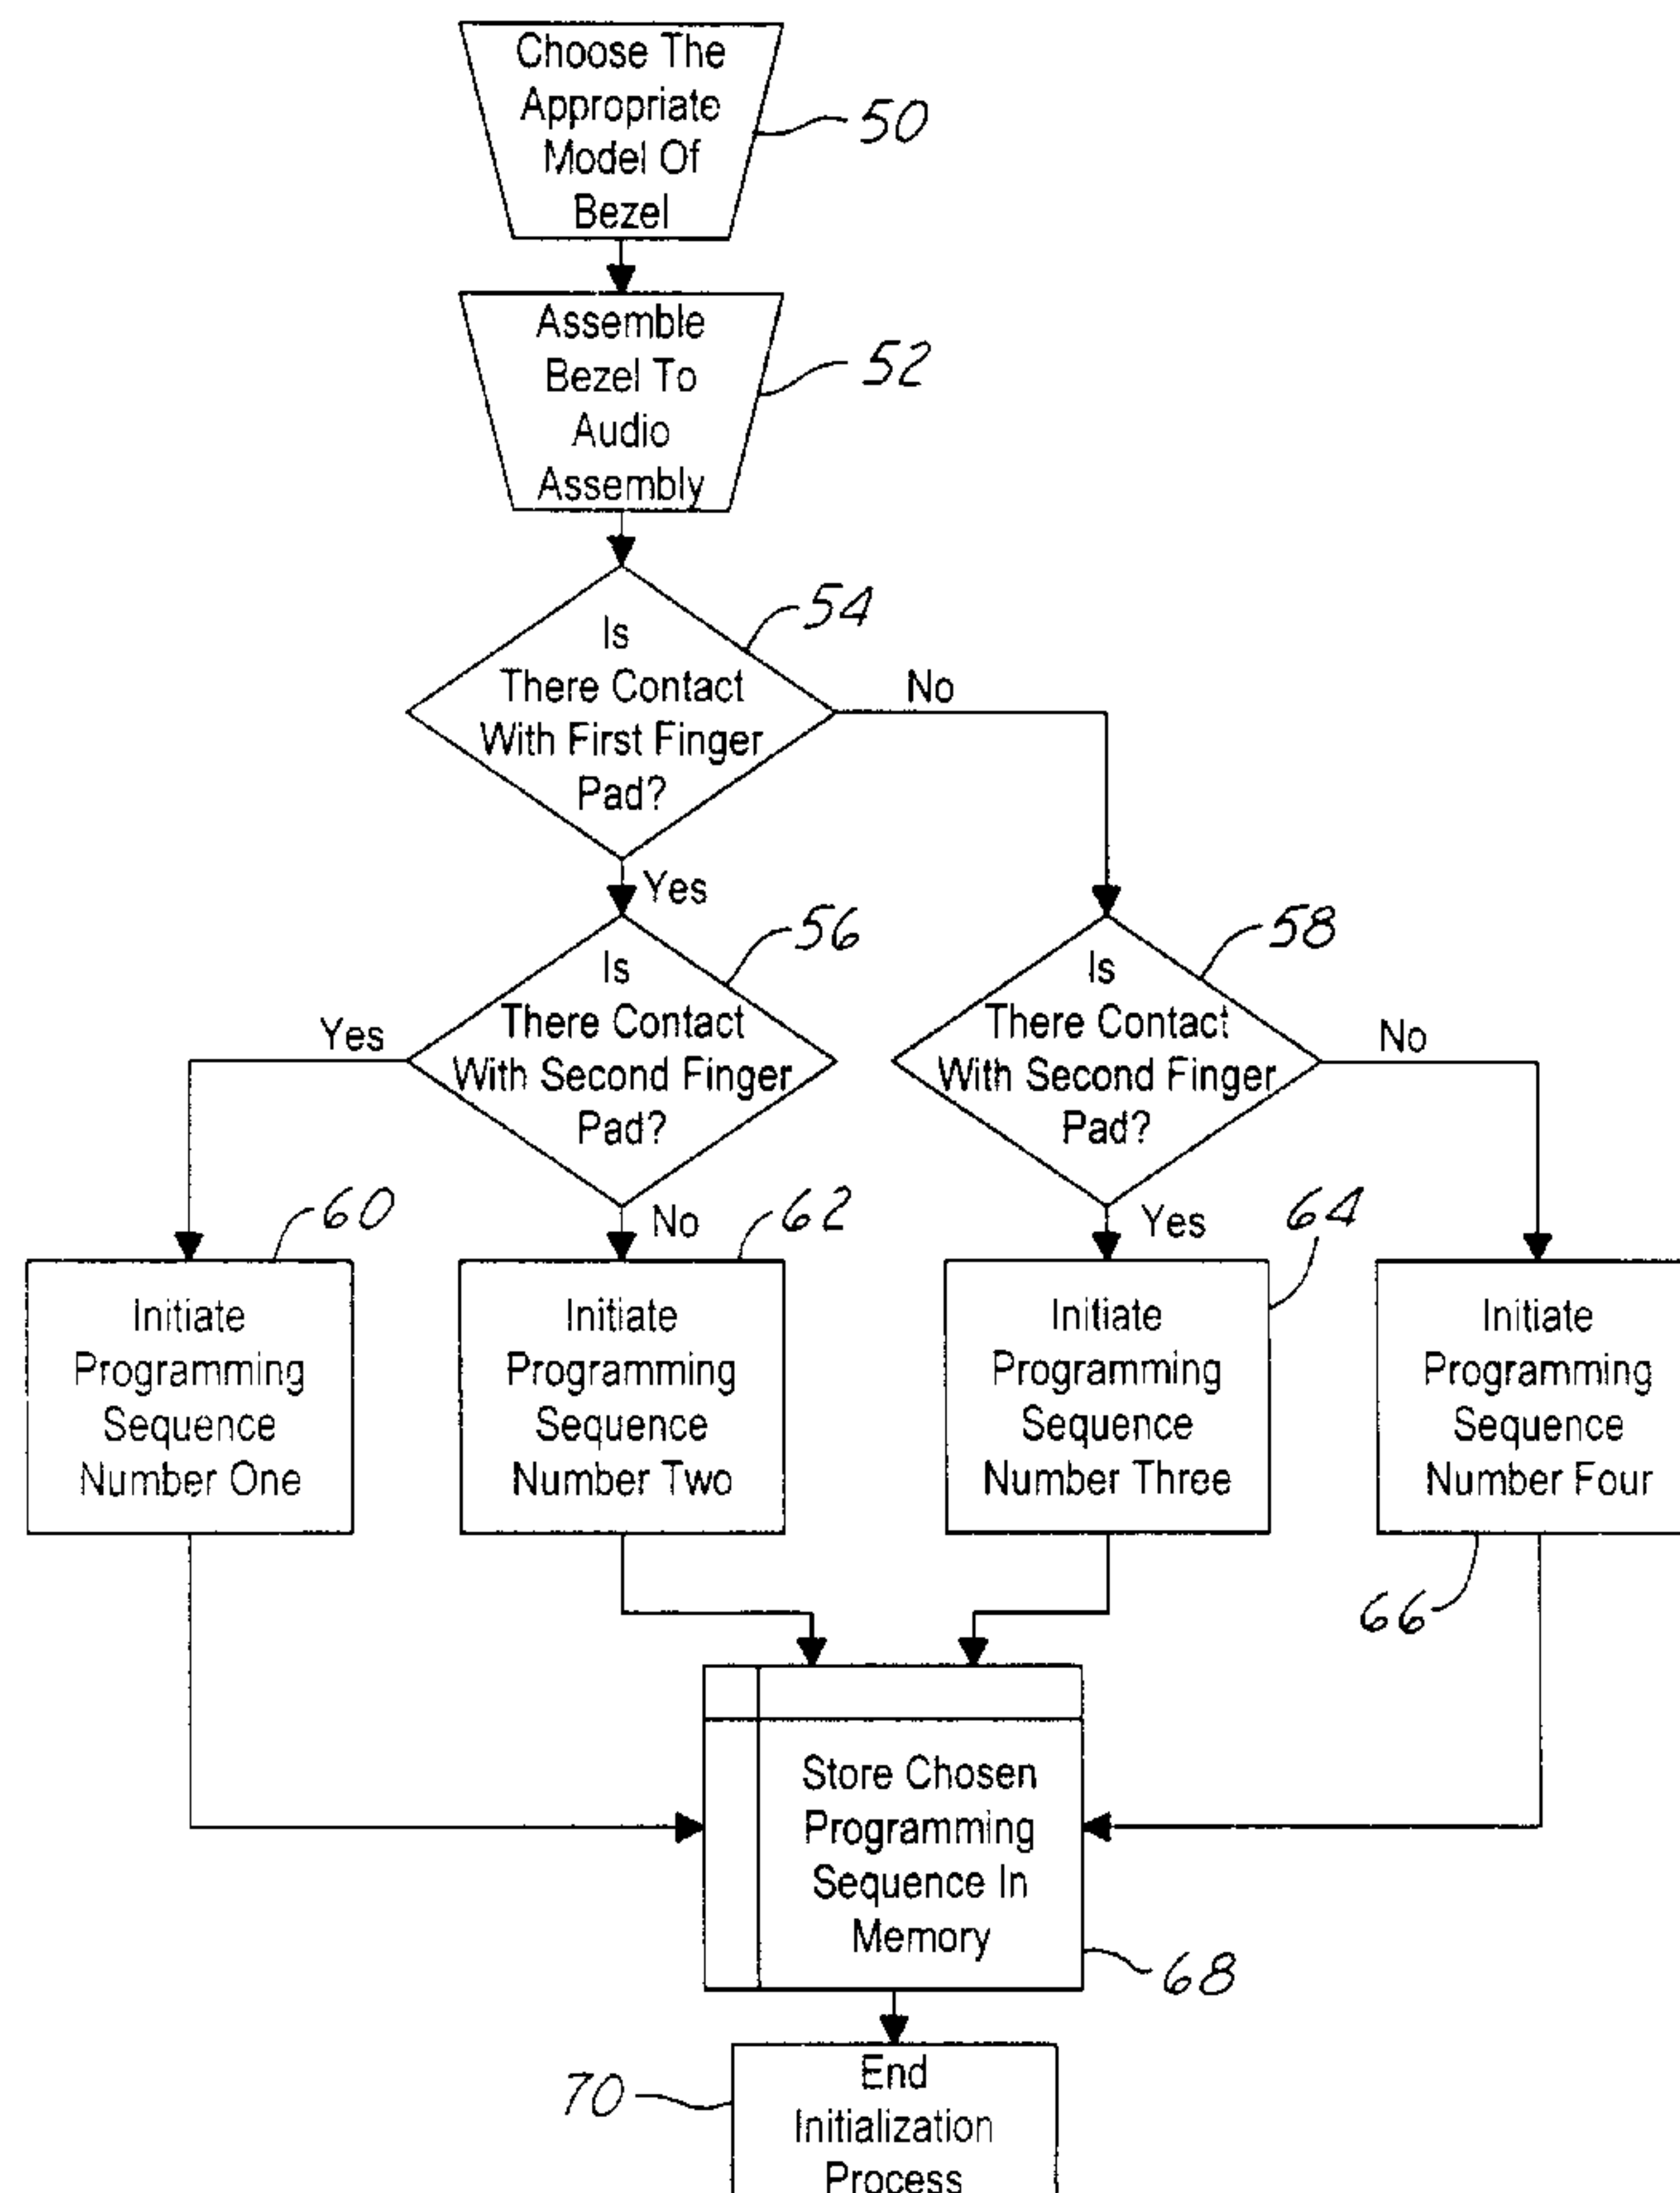 Choose The
Appropriate
Model Of
Bezel
50
Assemble
Bezel To
Audio
Assembly
52
Is
There Contact
With First Finger
Pad?
54
No
Yes
Is
There Contact
With Second Finger
Pad?
56
Is
There Contact
With Second Finger
Pad?
58
Yes
No
No
Yes
Initiate
Programming
Sequence
Number One
60
Initiate
Programming
Sequence
Number Two
62
Initiate
Programming
Sequence
Number Three
64
Initiate
Programming
Sequence
Number Four
66
Store Chosen
Programming
Sequence In
Memory
68
End
Initialization
Process
70